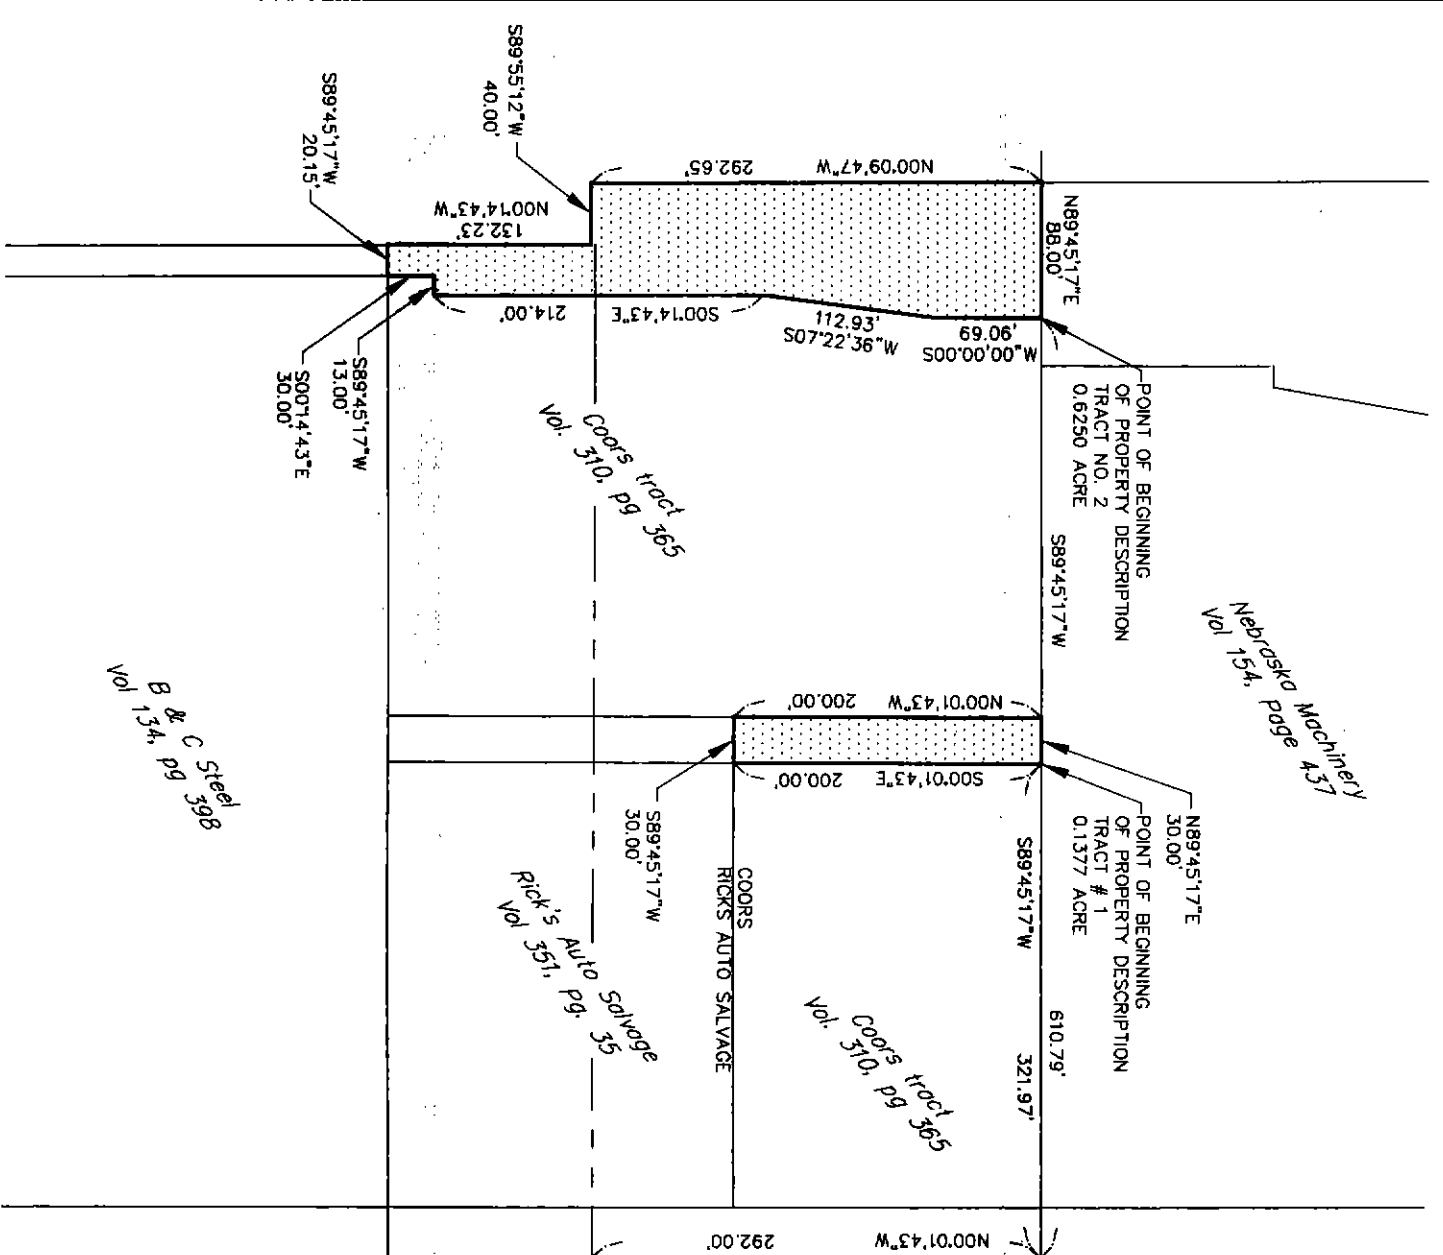 S89°55'12"W
40.00'
S89°45'17"W
20.15'
N00°09'47"W 292.65'
N89°45'17"E
88.00'
N00°14'43"W
132.23'
S00°14'43"E 214.00'
112.93'
S07°22'36"W
69.06'
S00°00'00"W
S89°45'17"W
13.00'
S00°14'43"E
30.00'
POINT OF BEGINNING
OF PROPERTY DESCRIPTION
TRACT NO. 2
0.6250 ACRE
Coors tract
Vol. 310, pg 365
S89°45'17"W
Nebraska Machinery
Vol 154, page 437
B & C Steel
Vol 134, pg 398
N00°01'43"W 200.00'
S00°01'43"E 200.00'
N89°45'17"E
30.00'
POINT OF BEGINNING
OF PROPERTY DESCRIPTION
TRACT # 1
0.1377 ACRE
S89°45'17"W
30.00'
COORS
RICKS AUTO SALVAGE
S89°45'17"W 321.97'
610.79'
Rick's Auto Salvage
Vol 351, pg. 35
Coors tract
Vol. 310, pg 365
N00°01'43"W 292.00'